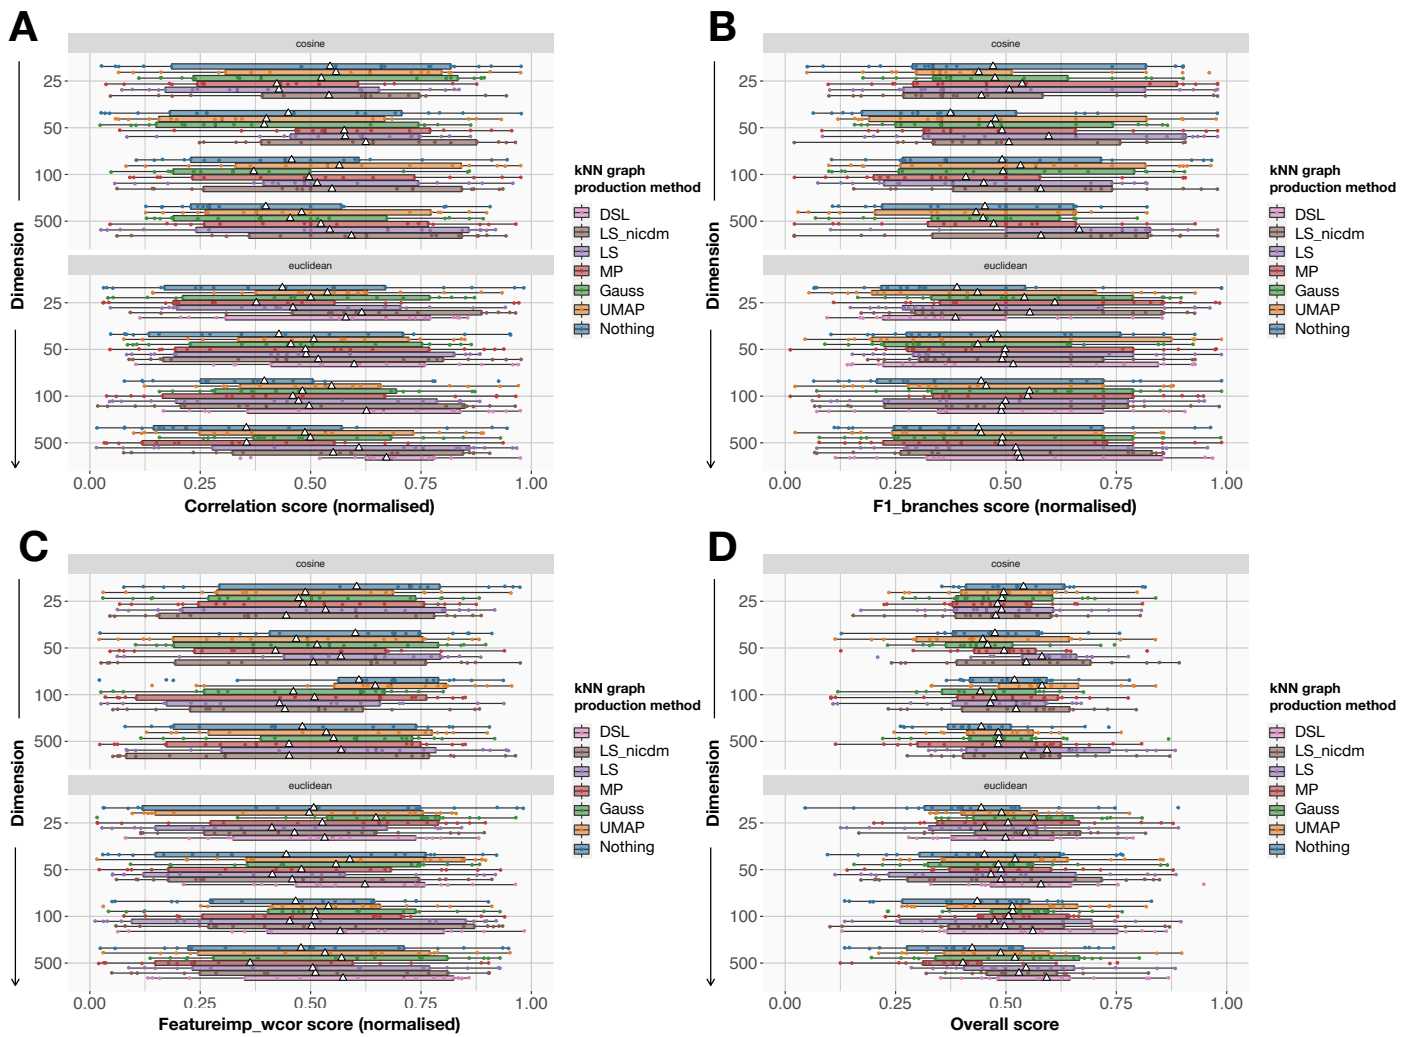 A
cosine
25
50
100
500
euclidean
25
50
100
500
Dimension
0.00 0.25 0.50 0.75 1.00
Correlation score (normalised)
kNN graph
production method
DSL
LS_nicdm
LS
MP
Gauss
UMAP
Nothing
B
cosine
25
50
100
500
euclidean
25
50
100
500
Dimension
0.00 0.25 0.50 0.75 1.00
F1_branches score (normalised)
kNN graph
production method
DSL
LS_nicdm
LS
MP
Gauss
UMAP
Nothing
C
cosine
25
50
100
500
euclidean
25
50
100
500
Dimension
0.00 0.25 0.50 0.75 1.00
Featureimp_wcor score (normalised)
kNN graph
production method
DSL
LS_nicdm
LS
MP
Gauss
UMAP
Nothing
D
cosine
25
50
100
500
euclidean
25
50
100
500
Dimension
0.00 0.25 0.50 0.75 1.00
Overall score
kNN graph
production method
DSL
LS_nicdm
LS
MP
Gauss
UMAP
Nothing